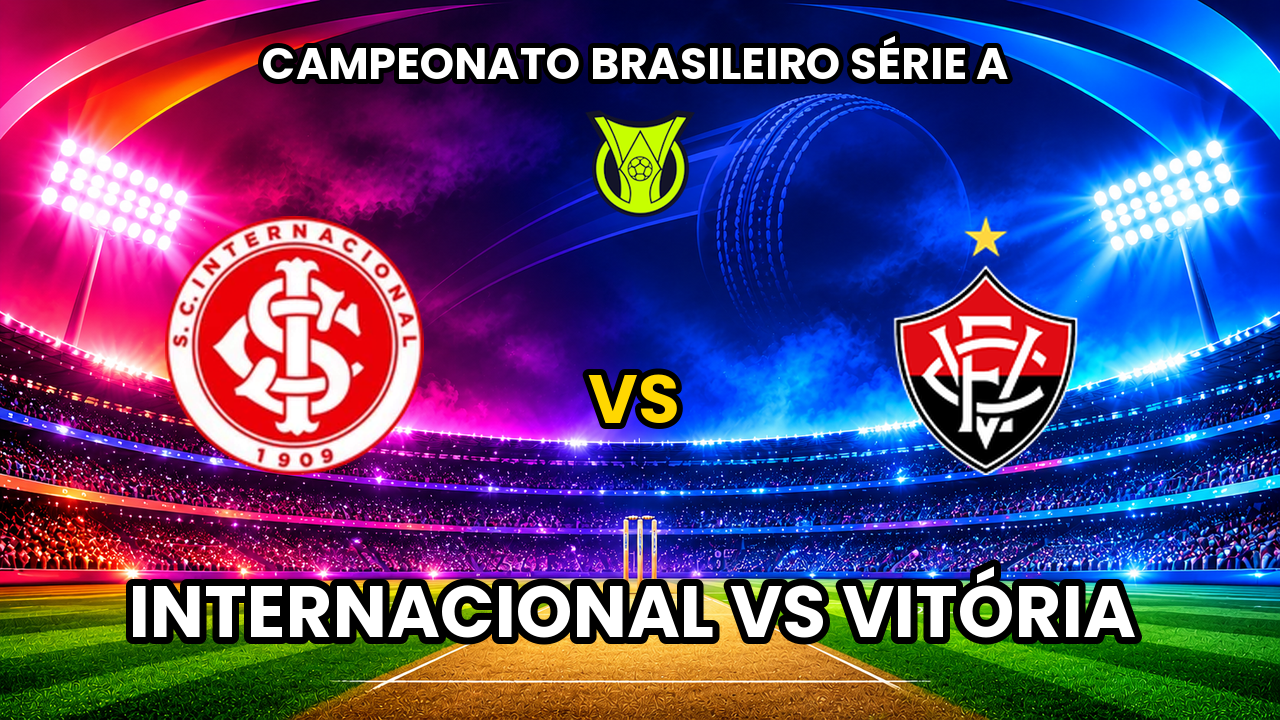 CAMPEONATO BRASILEIRO SÉRIE A
S.C. INTERNACIONAL
1909
VS
INTERNACIONAL VS VITÓRIA